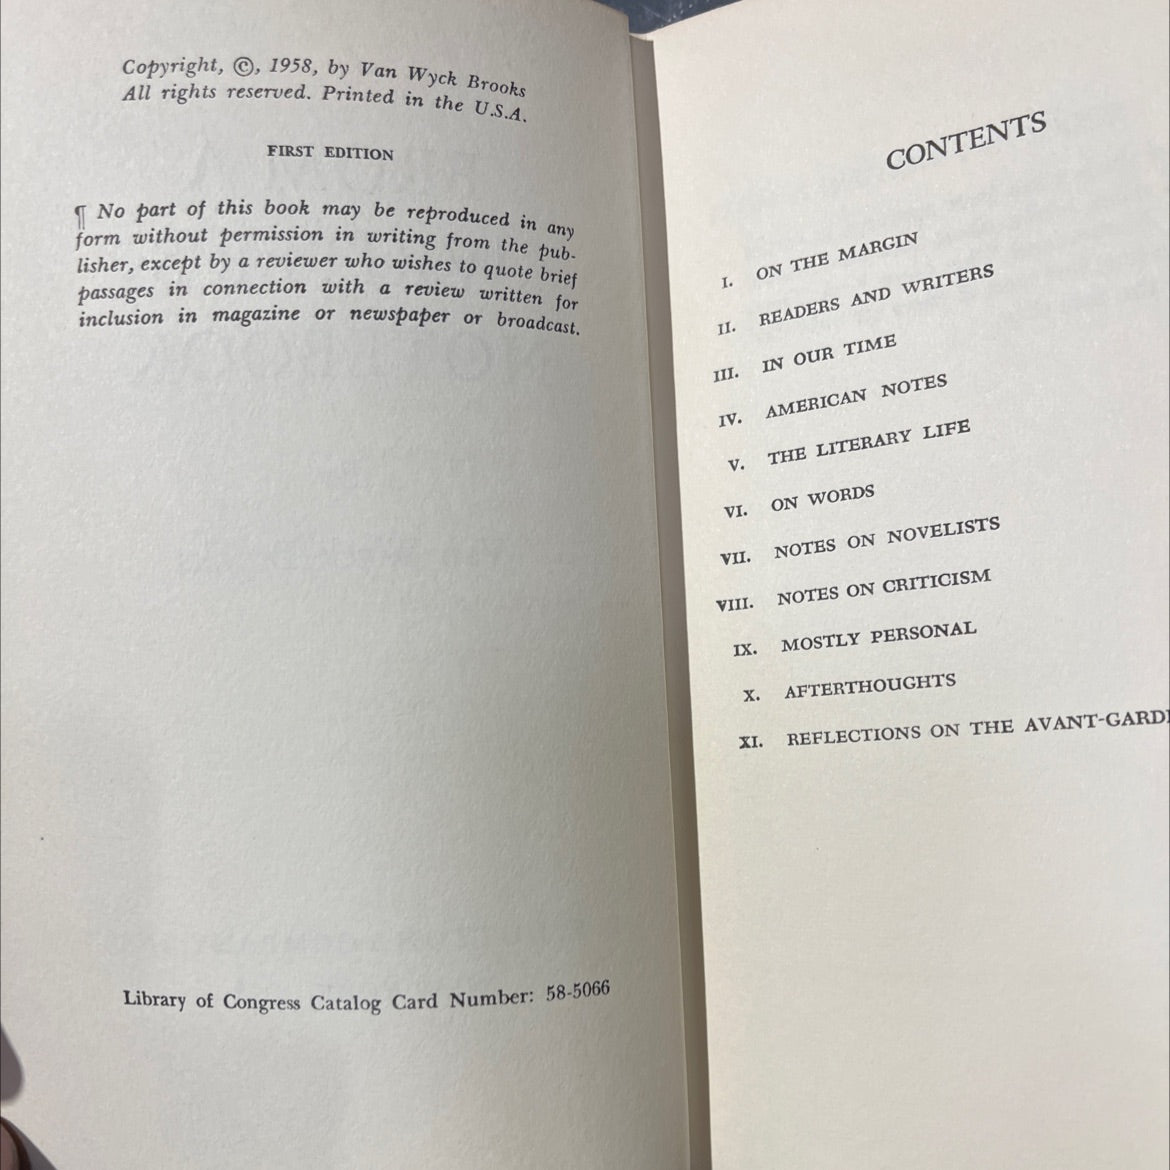 Copyright, ©, 1958, by Van Wyck Brooks
All rights reserved. Printed in the U.S.A.
FIRST EDITION
¶ No part of this book may be reproduced in any
form without permission in writing from the pub-
lisher, except by a reviewer who wishes to quote brief
passages in connection with a review written for
inclusion in magazine or newspaper or broadcast.
Library of Congress Catalog Card Number: 58-5066
CONTENTS
I. ON THE MARGIN
II. READERS AND WRITERS
III. IN OUR TIME
IV. AMERICAN NOTES
V. THE LITERARY LIFE
VI. ON WORDS
VII. NOTES ON NOVELISTS
VIII. NOTES ON CRITICISM
IX. MOSTLY PERSONAL
X. AFTERTHOUGHTS
XI. REFLECTIONS ON THE AVANT-GARD